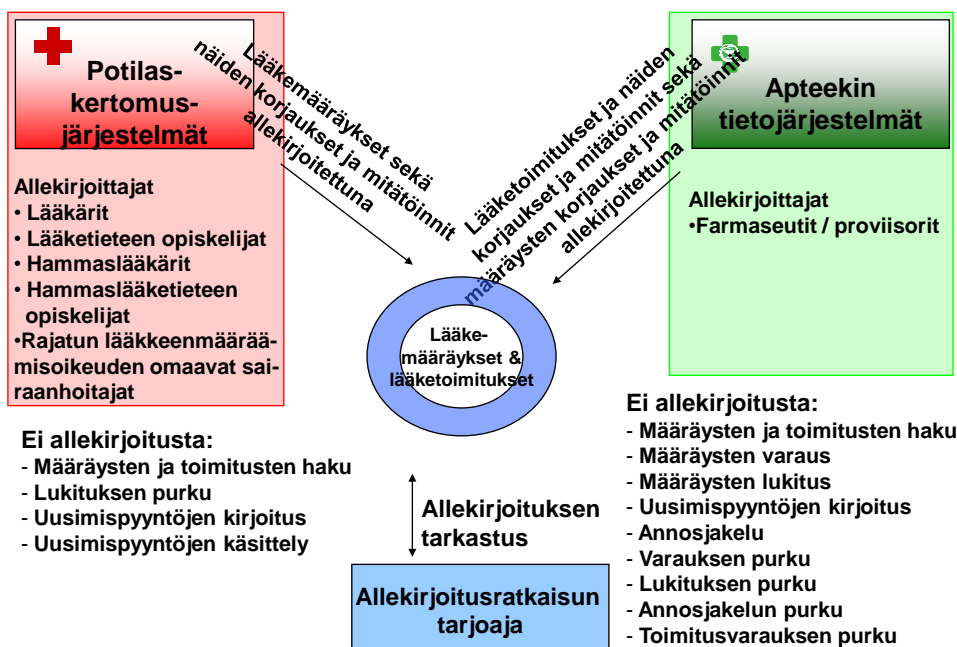 Potilas-
kertomus-
järjestelmät
Allekirjoittajat
• Lääkärit
• Lääketieteen opiskelijat
• Hammaslääkärit
• Hammaslääketieteen
opiskelijat
•Rajatun lääkkeenmäärää-
misoikeuden omaavat sai-
raanhoitajat
Lääkemääräykset sekä
näiden korjaukset ja mitätöinnit
allekirjoitettuna
Lääketoimitukset ja näiden
korjaukset ja mitätöinnit sekä
määräysten korjaukset ja mitätöinnit
allekirjoitettuna
Apteekin
tietojärjestelmät
Allekirjoittajat
•Farmaseutit / proviisorit
Lääke-
määräykset &
lääketoimitukset
Ei allekirjoitusta:
- Määräysten ja toimitusten haku
- Lukituksen purku
- Uusimispyyntöjen kirjoitus
- Uusimispyyntöjen käsittely
Allekirjoituksen
tarkastus
Allekirjoitusratkaisun
tarjoaja
Ei allekirjoitusta:
- Määräysten ja toimitusten haku
- Määräysten varaus
- Määräysten lukitus
- Uusimispyyntöjen kirjoitus
- Annosjakelu
- Varauksen purku
- Lukituksen purku
- Annosjakelun purku
- Toimitusvarauksen purku